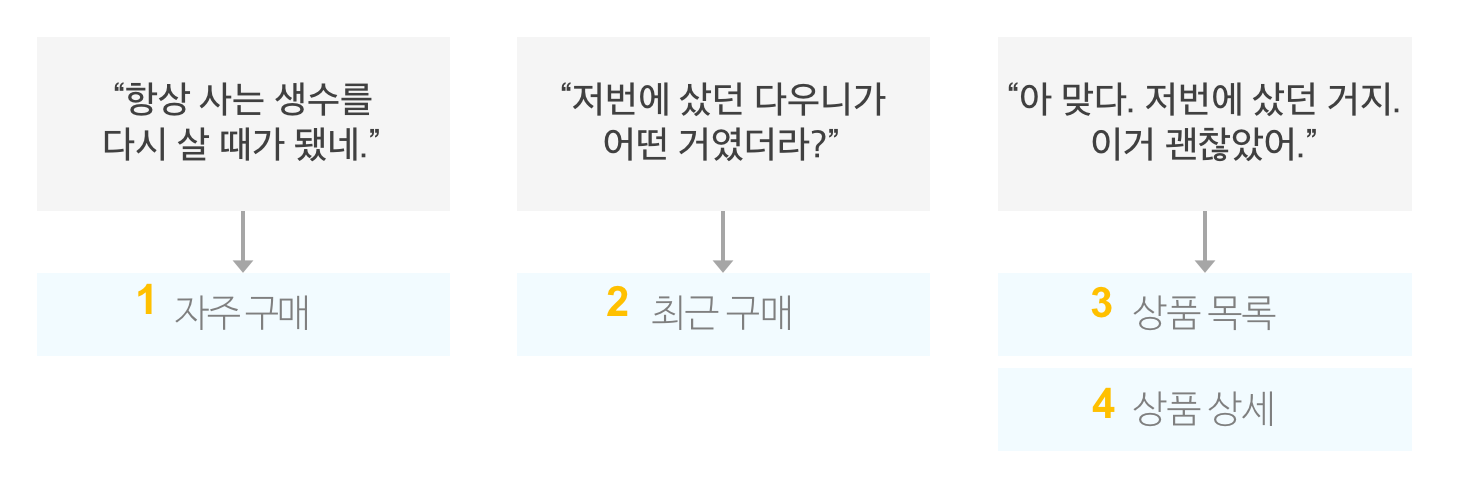 “항상 사는 생수를
다시 살 때가 됐네.”
1 자주 구매
“저번에 샀던 다우니가
어떤 거였더라?”
2 최근 구매
“아 맞다. 저번에 샀던 거지.
이거 괜찮았어.”
3 상품 목록
4 상품 상세